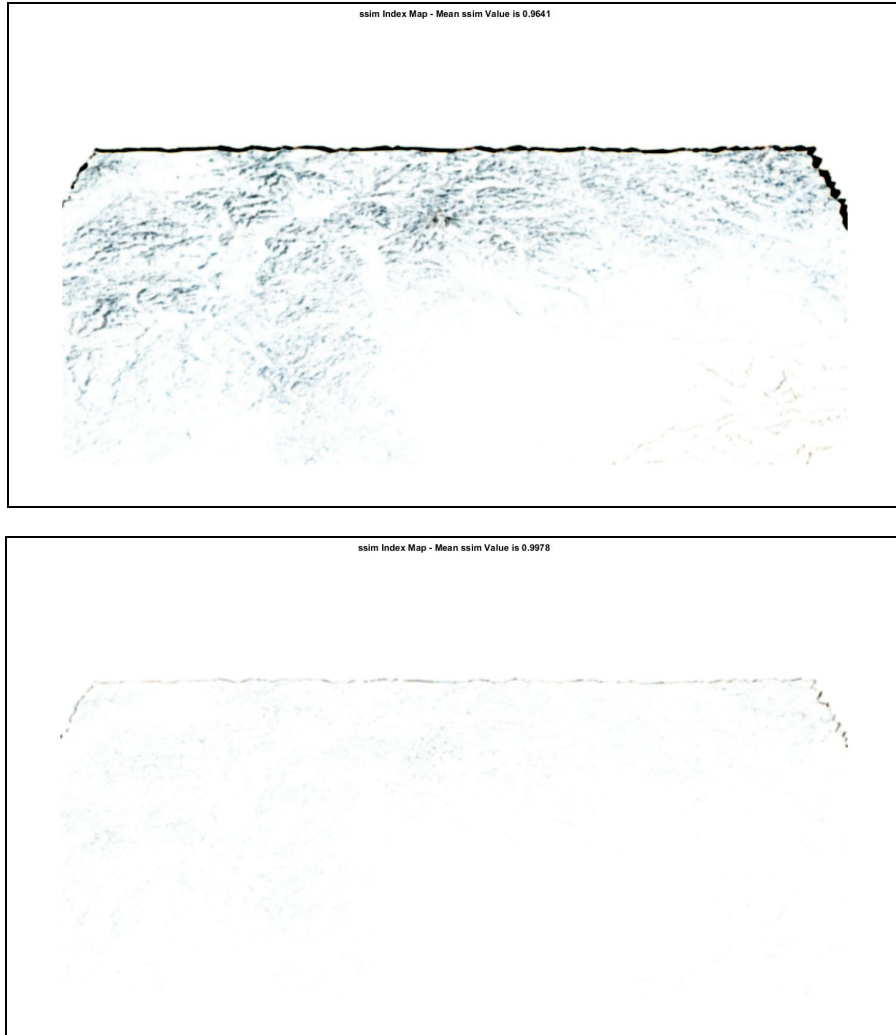 ssim Index Map - Mean ssim Value is 0.9641
ssim Index Map - Mean ssim Value is 0.9978